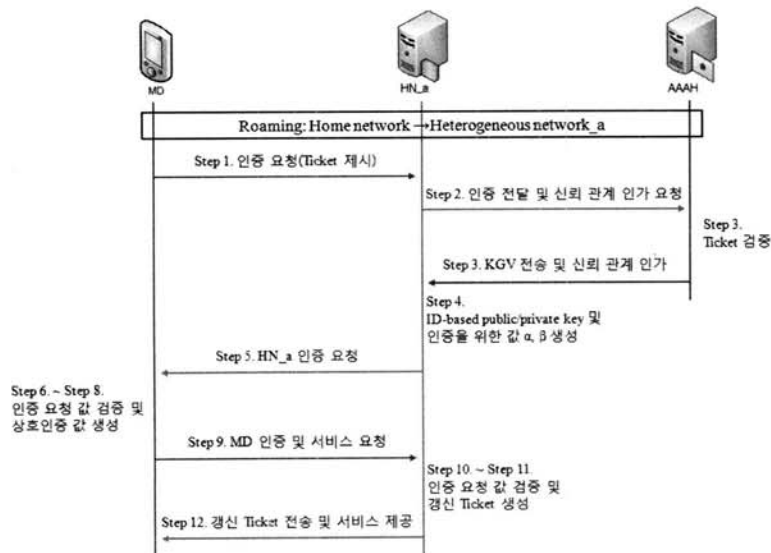 MD
HN_a
AAAH
Roaming: Home network → Heterogeneous network_a
Step 1. 인증 요청(Ticket 제시)
Step 2. 인증 전달 및 신뢰 관계 인가 요청
Step 3.
Ticket 검증
Step 3. KGV 전송 및 신뢰 관계 인가
Step 4.
ID-based public/private key 및
인증을 위한 값 α, β 생성
Step 5. HN_a 인증 요청
Step 6. ~ Step 8.
인증 요청 값 검증 및
상호인증 값 생성
Step 9. MD 인증 및 서비스 요청
Step 10. ~ Step 11.
인증 요청 값 검증 및
갱신 Ticket 생성
Step 12. 갱신 Ticket 전송 및 서비스 제공